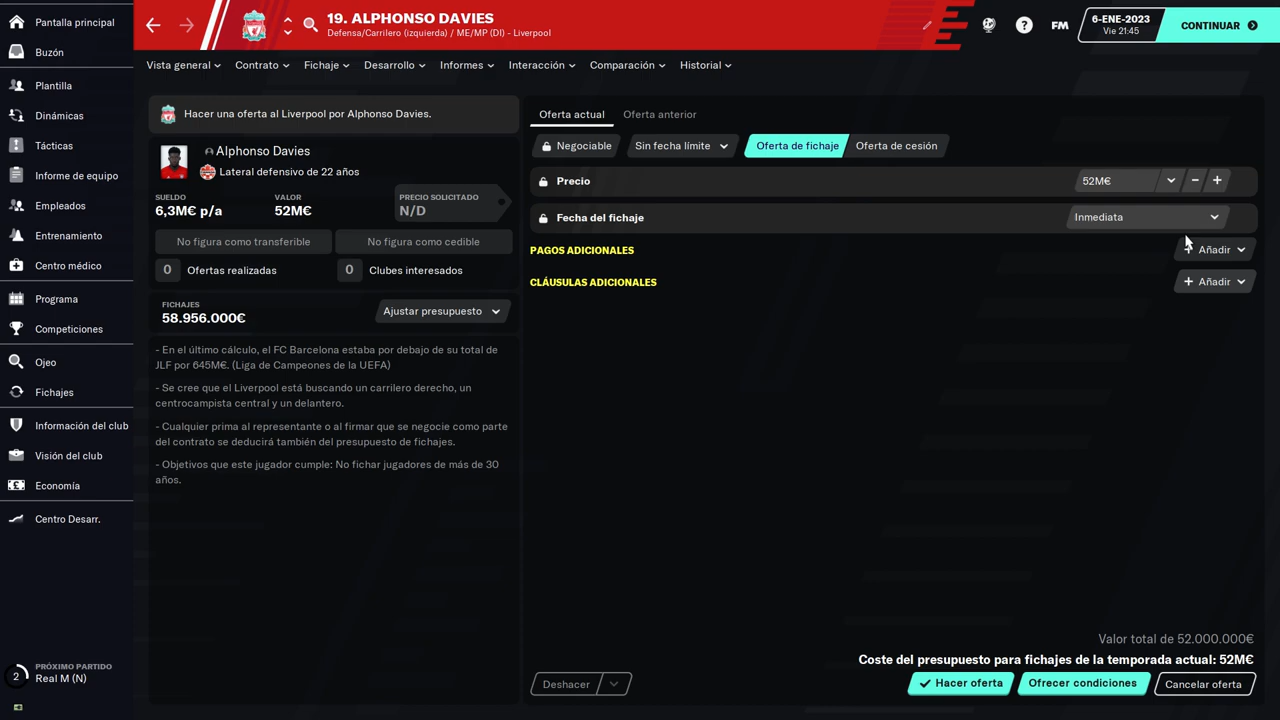 Pantalla principal
Buzón
Plantilla
Dinámicas
Tácticas
Informe de equipo
Empleados
Entrenamiento
Centro médico
Programa
Competiciones
Ojeo
Fichajes
Información del club
Visión del club
Economía
Centro Desarr.
2
PRÓXIMO PARTIDO
Real M (N)
19. ALPHONSO DAVIES
Defensa/Carrilero (izquierda) / ME/MP (DI) - Liverpool
?
FM
6-ENE-2023
Vie 21:45
CONTINUAR
Vista general
Contrato
Fichaje
Desarrollo
Informes
Interacción
Comparación
Historial
Hacer una oferta al Liverpool por Alphonso Davies.
Alphonso Davies
Lateral defensivo de 22 años
SUELDO
6,3M€ p/a
VALOR
52M€
PRECIO SOLICITADO
N/D
No figura como transferible
No figura como cedible
0 Ofertas realizadas
0 Clubes interesados
FICHAJES
58.956.000€
Ajustar presupuesto
- En el último cálculo, el FC Barcelona estaba por debajo de su total de
JLF por 645M€. (Liga de Campeones de la UEFA)
- Se cree que el Liverpool está buscando un carrilero derecho, un
centrocampista central y un delantero.
- Cualquier prima al representante o al firmar que se negocie como parte
del contrato se deducirá también del presupuesto de fichajes.
- Objetivos que este jugador cumple: No fichar jugadores de más de 30
años.
Oferta actual
Oferta anterior
Negociable
Sin fecha límite
Oferta de fichaje
Oferta de cesión
Precio
52M€
- +
Fecha del fichaje
Inmediata
PAGOS ADICIONALES
+ Añadir
CLÁUSULAS ADICIONALES
+ Añadir
Valor total de 52.000.000€
Coste del presupuesto para fichajes de la temporada actual: 52M€
Deshacer
Hacer oferta
Ofrecer condiciones
Cancelar oferta